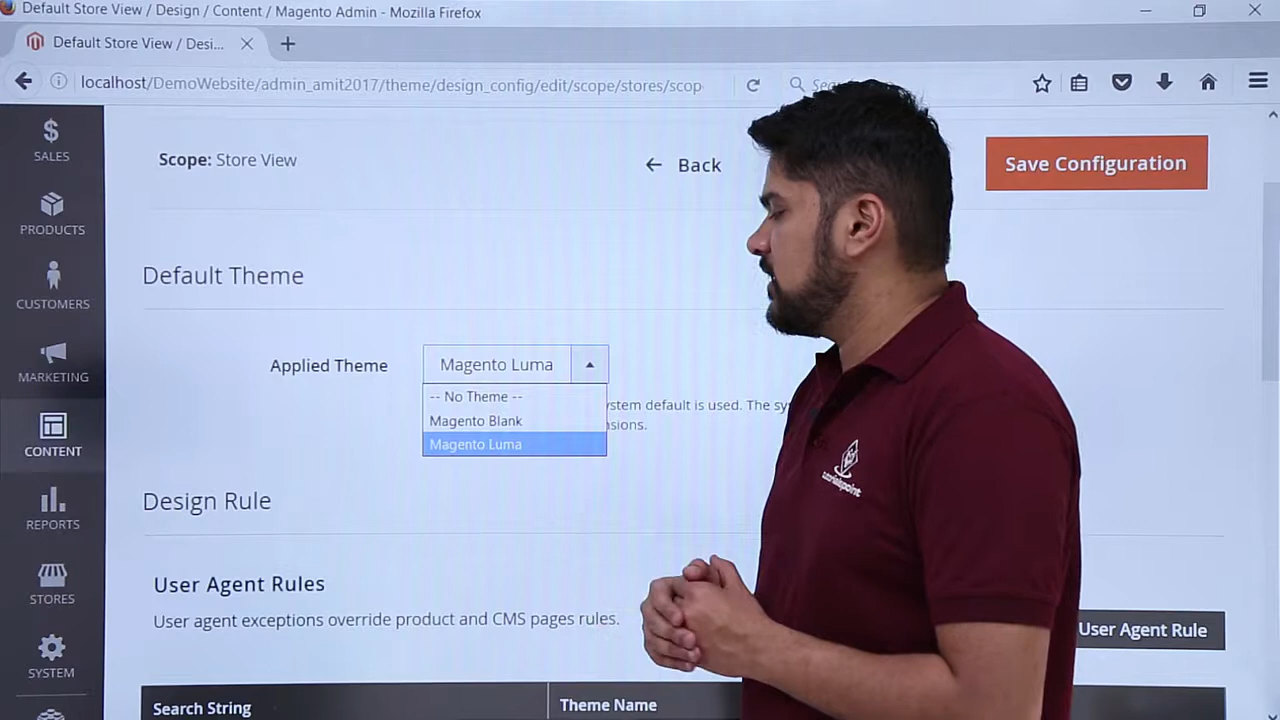 Default Store View / Design / Content / Magento Admin - Mozilla Firefox
Default Store View / Desi...
localhost/DemoWebsite/admin_amit2017/theme/design_config/edit/scope/stores/scop
SALES
PRODUCTS
CUSTOMERS
MARKETING
CONTENT
REPORTS
STORES
SYSTEM
Scope: Store View
Back
Save Configuration
Default Theme
Applied Theme
Magento Luma
-- No Theme --
Magento Blank
Magento Luma
default is used. The
Design Rule
User Agent Rules
User agent exceptions override product and CMS pages rules.
User Agent Rule
Search String
Theme Name
tutorialspoint